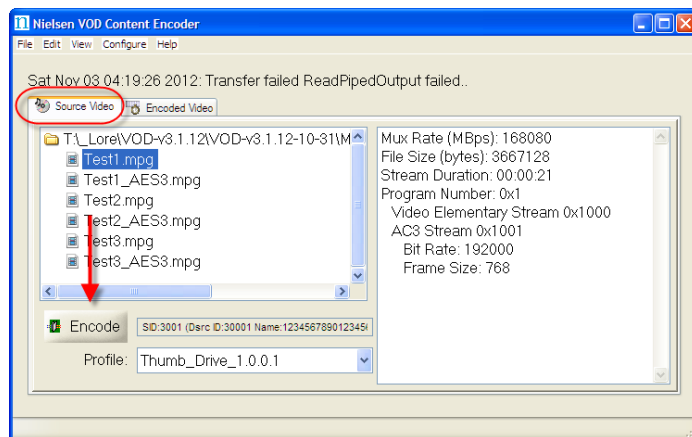 n Nielsen VOD Content Encoder
File Edit View Configure Help
Sat Nov 03 04:19:26 2012: Transfer failed ReadPipedOutput failed..
Source Video Encoded Video
T:\_Lore\VOD-v3.1.12\VOD-v3.1.12-10-31\M
Test1.mpg
Test1_AES3.mpg
Test2.mpg
Test2_AES3.mpg
Test3.mpg
Test3_AES3.mpg
Mux Rate (MBps): 168080
File Size (bytes): 3667128
Stream Duration: 00:00:21
Program Number: 0x1
Video Elementary Stream 0x1000
AC3 Stream 0x1001
Bit Rate: 192000
Frame Size: 768
Encode SID:3001 (Dsrc ID:30001 Name:1234567890123456
Profile: Thumb_Drive_1.0.0.1